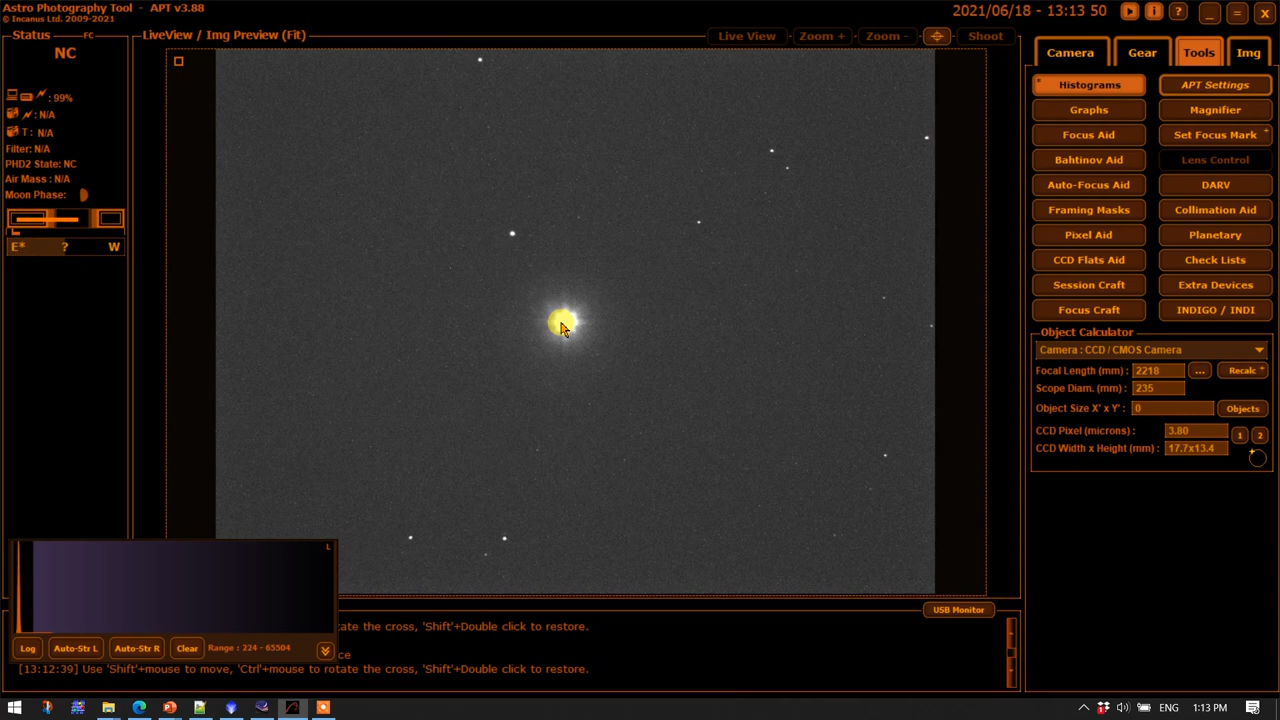 Astro Photography Tool - APT v3.88
© Incanus Ltd. 2009-2021
2021/06/18 - 13:13 50
i
?
_
=
X
Status
FC
NC
: 99%
: N/A
T : N/A
Filter: N/A
PHD2 State: NC
Air Mass : N/A
Moon Phase:
E* ? W
LiveView / Img Preview (Fit)
Live View
Zoom +
Zoom -
Shoot
Camera
Gear
Tools
Img
Histograms
APT Settings
Graphs
Magnifier
Focus Aid
Set Focus Mark +
Bahtinov Aid
Lens Control
Auto-Focus Aid
DARV
Framing Masks
Collimation Aid
Pixel Aid
Planetary
CCD Flats Aid
Check Lists
Session Craft
Extra Devices
Focus Craft
INDIGO / INDI
Object Calculator
Camera : CCD / CMOS Camera
Focal Length (mm) : 2218 ... Recalc +
Scope Diam. (mm) : 235
Object Size X' x Y' : 0 Objects
CCD Pixel (microns) : 3.80 1 2
CCD Width x Height (mm) : 17.7x13.4
L
Log
Auto-Str L
Auto-Str R
Clear
Range : 224 - 65504
USB Monitor
tate the cross, 'Shift'+Double click to restore.
ce
[13:12:39] Use 'Shift'+mouse to move, 'Ctrl'+mouse to rotate the cross, 'Shift'+Double click to restore.
ENG
1:13 PM